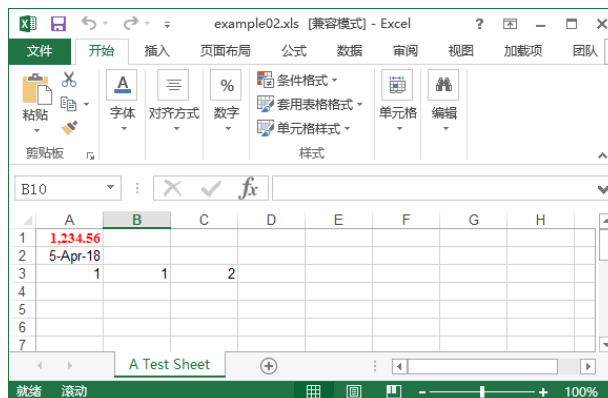 example02.xls [兼容模式] - Excel ?
文件 开始 插入 页面布局 公式 数据 审阅 视图 加载项 团队
粘贴 字体 对齐方式 % 数字 条件格式 套用表格格式 单元格样式 单元格 编辑
剪贴板 样式
B10 fx
A B C D E F G H
1 1,234.56
2 5-Apr-18
3 1 1 2
4
5
6
7
A Test Sheet
就绪 滚动 100%